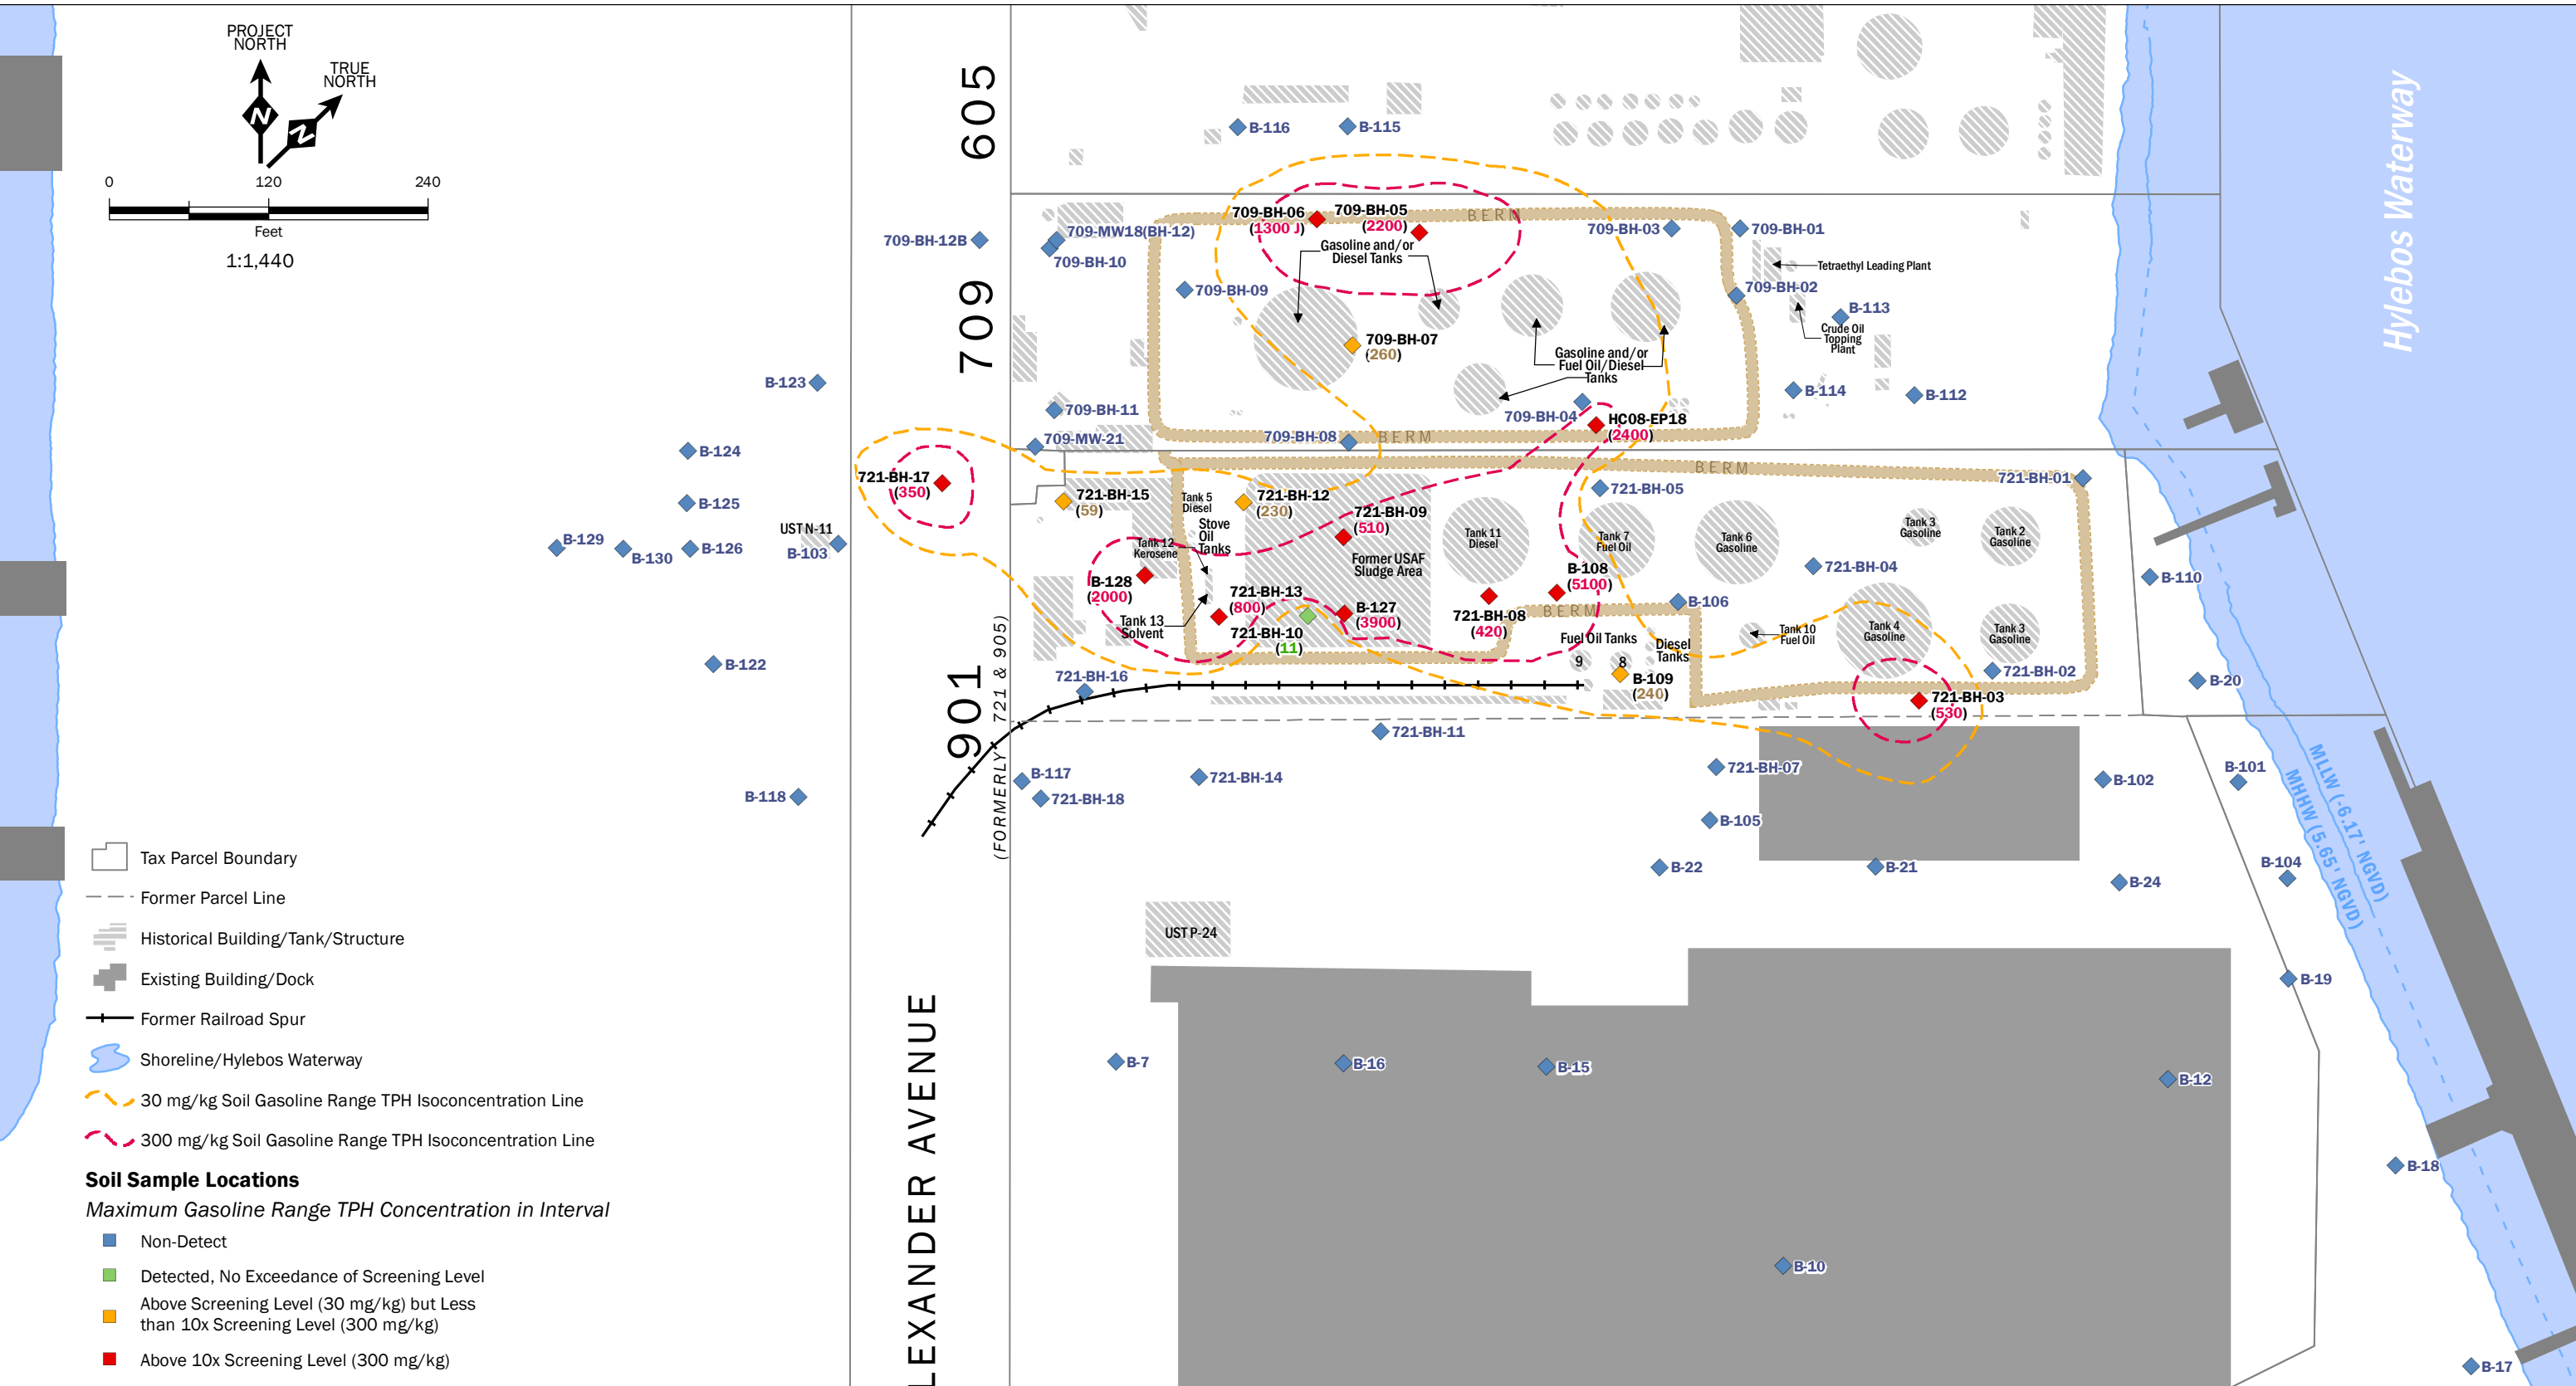 PROJECT
NORTH
TRUE
NORTH
N
N
0
120
240
Feet
1:1,440
605
709
901
(FORMERLY 721 & 905)
LEXANDER AVENUE
Hylebos Waterway
MLLW (-6.17' NGVD)
MHHW (5.65' NGVD)
B-116
B-115
709-BH-06
(1300 J)
709-BH-05
(2200)
BERM
709-BH-03
709-BH-01
709-BH-12B
709-MW18(BH-12)
709-BH-10
Gasoline and/or
Diesel Tanks
Tetraethyl Leading Plant
709-BH-09
709-BH-02
B-113
Crude Oil
Topping
Plant
709-BH-07
(260)
Gasoline and/or
Fuel Oil/Diesel
Tanks
B-123
B-114
B-112
709-BH-11
709-BH-04
HC08-EP18
(2400)
709-MW-21
709-BH-08
BERM
B-124
BERM
721-BH-17
(350)
721-BH-01
721-BH-15
(59)
Tank 5
Diesel
721-BH-12
(230)
721-BH-05
B-125
721-BH-09
(510)
Stove
Oil
Tanks
Tank 11
Diesel
Tank 7
Fuel Oil
Tank 6
Gasoline
Tank 3
Gasoline
Tank 2
Gasoline
UST N-11
B-103
B-129
B-130
B-126
Tank 12
Kerosene
Former USAF
Sludge Area
B-128
(2000)
B-108
(5100)
721-BH-04
B-110
721-BH-13
(800)
B-127
(3900)
721-BH-08
(420)
BERM
B-106
Tank 13
Solvent
721-BH-10
(11)
Fuel Oil Tanks
9
8
Diesel
Tanks
Tank 10
Fuel Oil
Tank 4
Gasoline
Tank 3
Gasoline
B-122
721-BH-16
B-109
(240)
721-BH-02
B-20
721-BH-03
(530)
721-BH-11
B-117
721-BH-18
721-BH-14
721-BH-07
B-102
B-101
B-118
B-105
B-22
B-21
B-24
B-104
UST P-24
B-19
B-7
B-16
B-15
B-12
B-18
B-10
B-17
Tax Parcel Boundary
Former Parcel Line
Historical Building/Tank/Structure
Existing Building/Dock
Former Railroad Spur
Shoreline/Hylebos Waterway
30 mg/kg Soil Gasoline Range TPH Isoconcentration Line
300 mg/kg Soil Gasoline Range TPH Isoconcentration Line
Soil Sample Locations
Maximum Gasoline Range TPH Concentration in Interval
Non-Detect
Detected, No Exceedance of Screening Level
Above Screening Level (30 mg/kg) but Less
than 10x Screening Level (300 mg/kg)
Above 10x Screening Level (300 mg/kg)